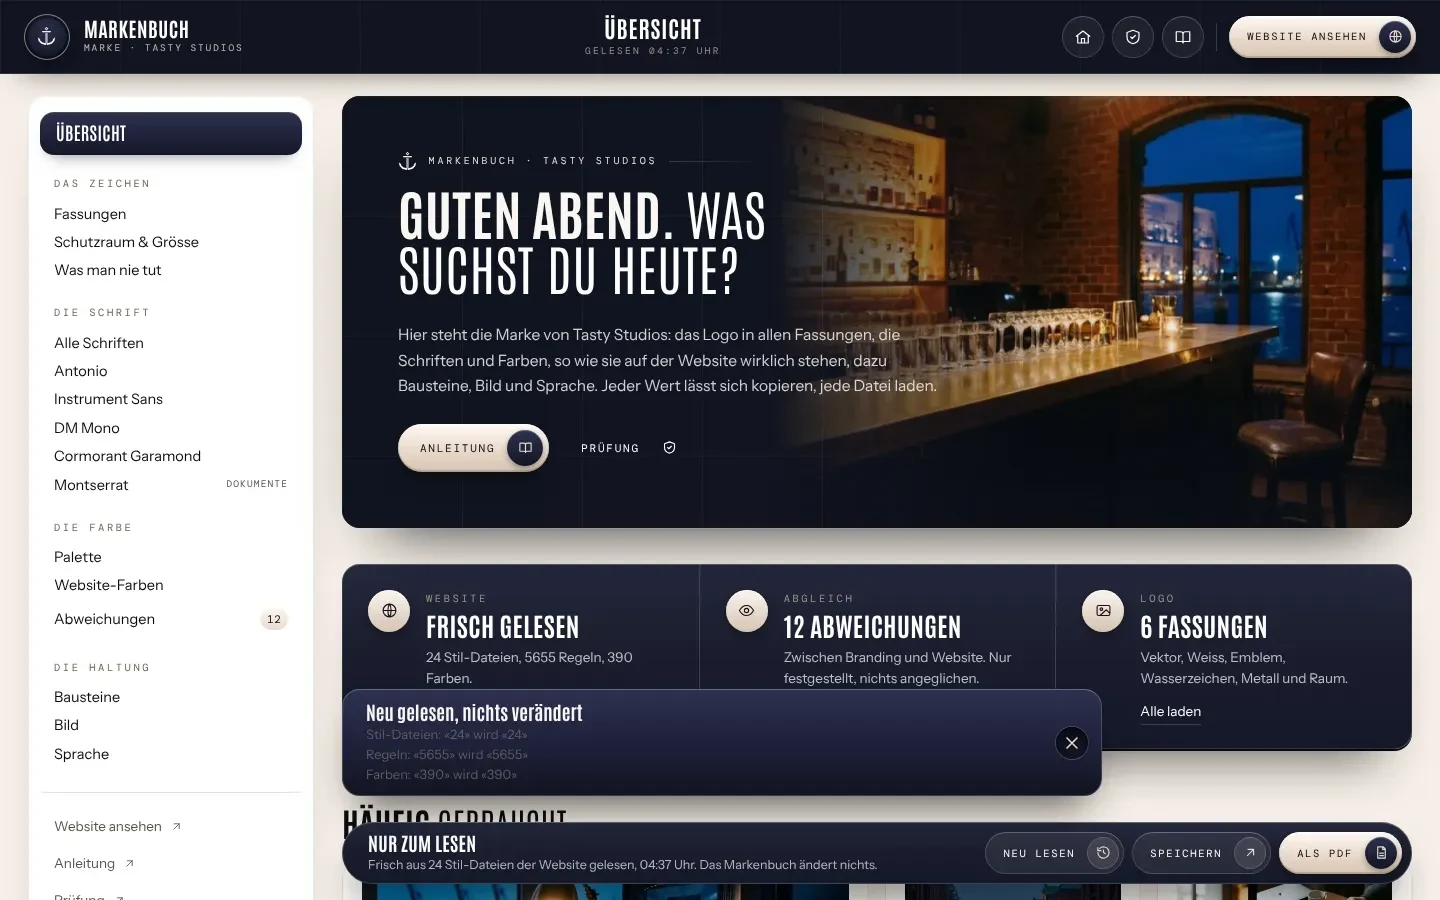 MARKENBUCH
MARKE · TASTY STUDIOS
ÜBERSICHT
GELESEN 04:37 UHR
WEBSITE ANSEHEN
ÜBERSICHT
DAS ZEICHEN
Fassungen
Schutzraum & Grösse
Was man nie tut
DIE SCHRIFT
Alle Schriften
Antonio
Instrument Sans
DM Mono
Cormorant Garamond
Montserrat DOKUMENTE
DIE FARBE
Palette
Website-Farben
Abweichungen 12
DIE HALTUNG
Bausteine
Bild
Sprache
Website ansehen
Anleitung
Prüfung
MARKENBUCH · TASTY STUDIOS
GUTEN ABEND. WAS
SUCHST DU HEUTE?
Hier steht die Marke von Tasty Studios: das Logo in allen Fassungen, die
Schriften und Farben, so wie sie auf der Website wirklich stehen, dazu
Bausteine, Bild und Sprache. Jeder Wert lässt sich kopieren, jede Datei laden.
ANLEITUNG
PRÜFUNG
WEBSITE
FRISCH GELESEN
24 Stil-Dateien, 5655 Regeln, 390
Farben.
ABGLEICH
12 ABWEICHUNGEN
Zwischen Branding und Website. Nur
festgestellt, nichts angeglichen.
LOGO
6 FASSUNGEN
Vektor, Weiss, Emblem,
Wasserzeichen, Metall und Raum.
Alle laden
Neu gelesen, nichts verändert
Stil-Dateien: «24» wird «24»
Regeln: «5655» wird «5655»
Farben: «390» wird «390»
HÄUFIG GEBRAUCHT
NUR ZUM LESEN
Frisch aus 24 Stil-Dateien der Website gelesen, 04:37 Uhr. Das Markenbuch ändert nichts.
NEU LESEN
SPEICHERN
ALS PDF